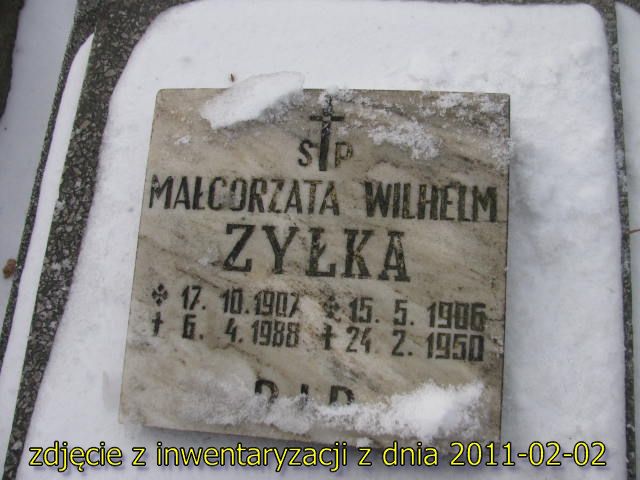 Ś P
MAŁGORZATA WILHELM
ZYŁKA
17. 10. 1907 15. 5. 1906
† 6. 4. 1988 † 24 2. 1950
R.I.P.
zdjęcie z inwentaryzacji z dnia 2011-02-02